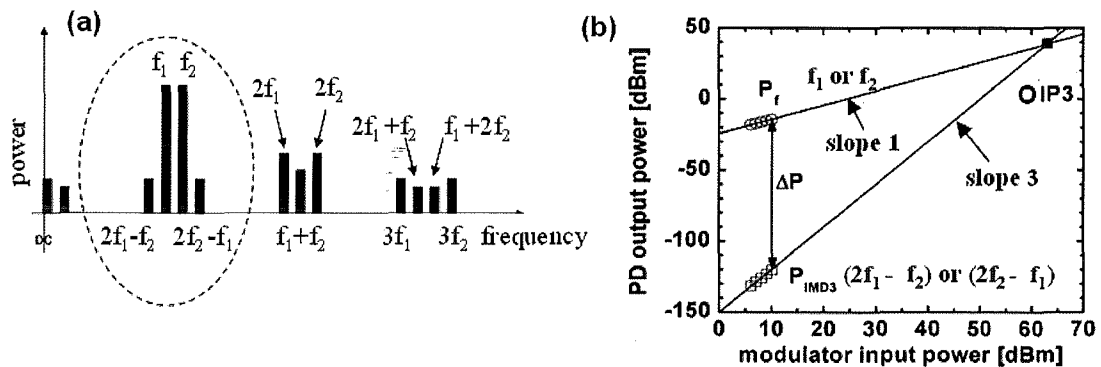 (a)
f₁ f₂
2f₁ 2f₂
2f₁+f₂ f₁+2f₂
power
DC 2f₁-f₂ 2f₂-f₁ f₁+f₂ 3f₁ 3f₂ frequency
(b)
50
0
-50
-100
-150
PD output power [dBm]
P_f
f₁ or f₂
OIP3
slope 1
slope 3
ΔP
P_IMD3 (2f₁ - f₂) or (2f₂ - f₁)
0 10 20 30 40 50 60 70
modulator input power [dBm]